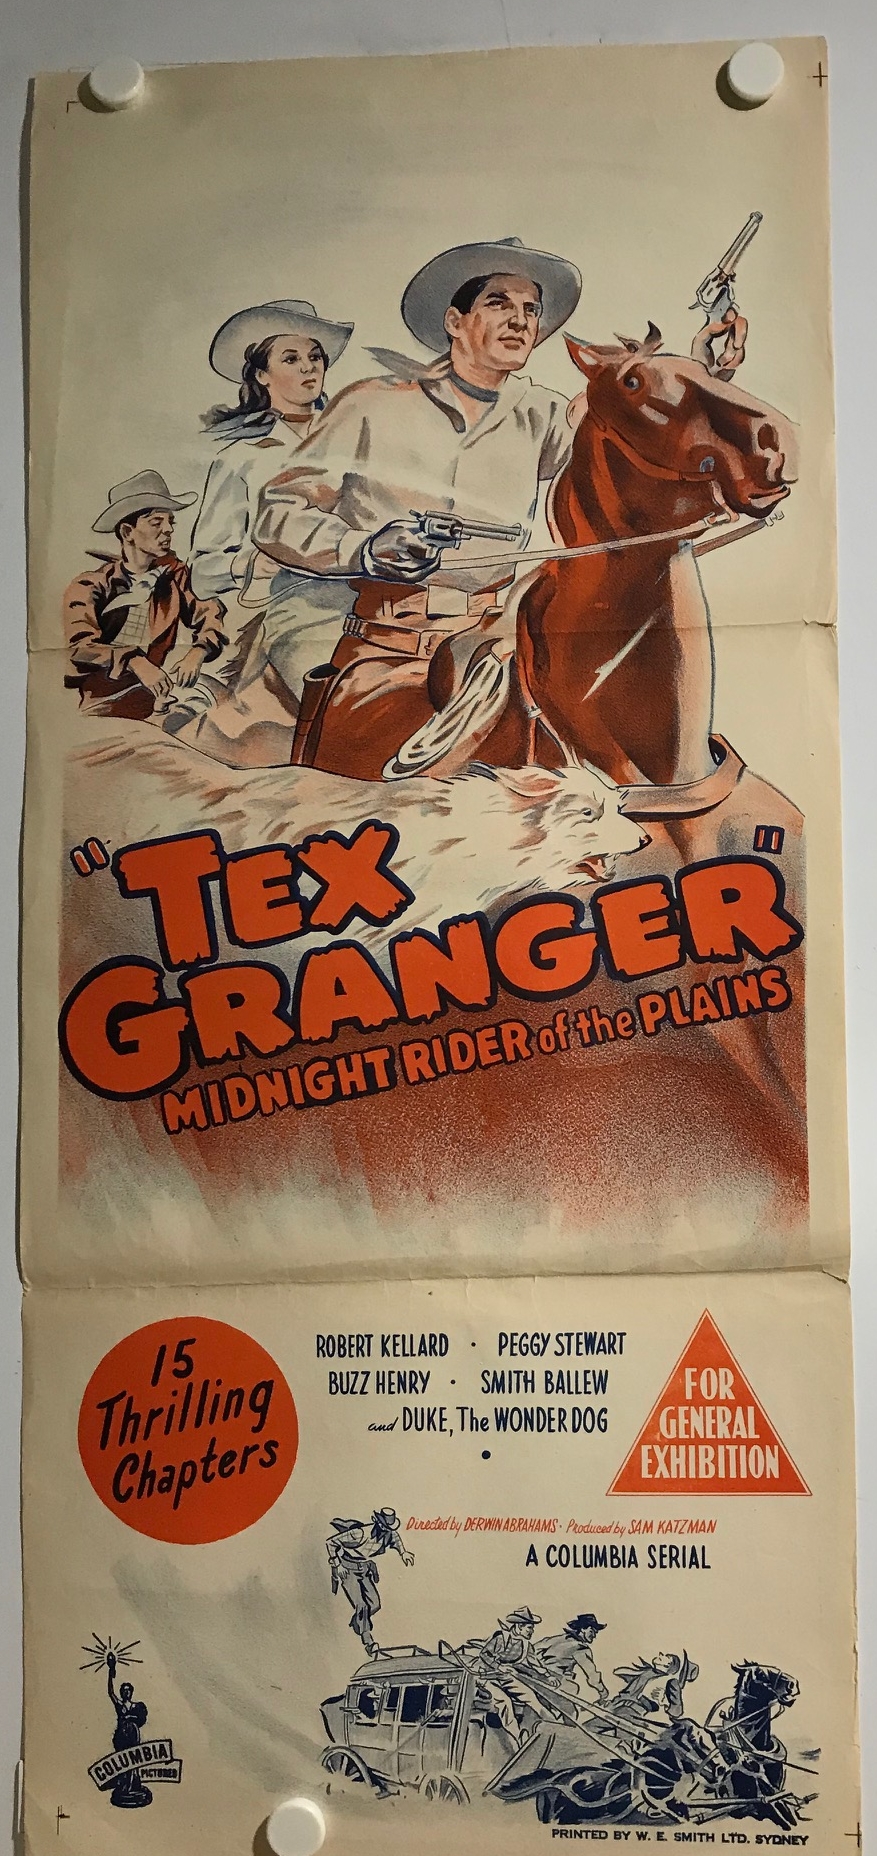 "TEX
GRANGER"
MIDNIGHT RIDER of the PLAINS
15
Thrilling
Chapters
ROBERT KELLARD · PEGGY STEWART
BUZZ HENRY · SMITH BALLEW
and DUKE, The WONDER DOG
FOR
GENERAL
EXHIBITION
Directed by DERWIN ABRAHAMS · Produced by SAM KATZMAN
A COLUMBIA SERIAL
COLUMBIA
PICTURES
PRINTED BY W. E. SMITH LTD. SYDNEY